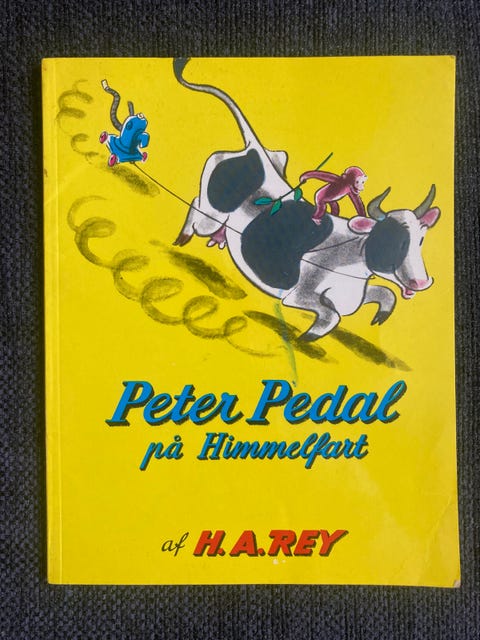 Peter Pedal
på Himmelfart
af H. A. REY